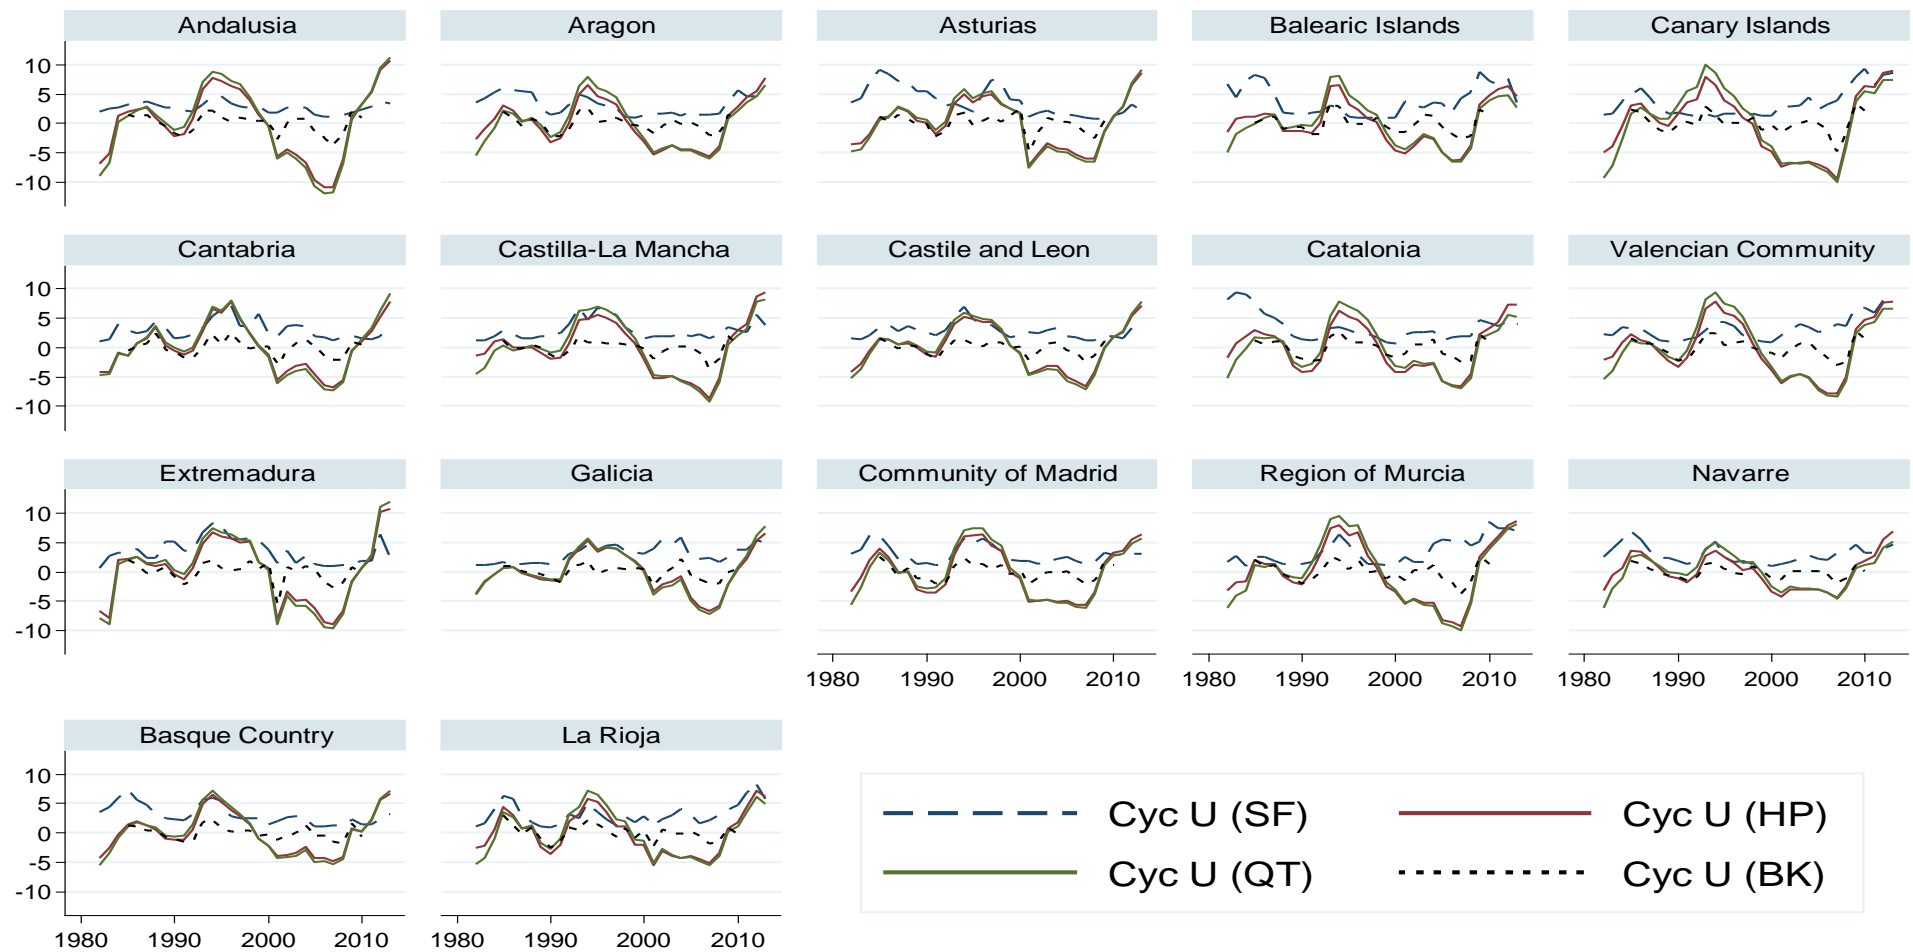 Andalusia Aragon Asturias Balearic Islands Canary Islands
10
5
0
-5
-10
Cantabria Castilla-La Mancha Castile and Leon Catalonia Valencian Community
10
5
0
-5
-10
Extremadura Galicia Community of Madrid Region of Murcia Navarre
10
5
0
-5
-10
1980 1990 2000 2010 1980 1990 2000 2010 1980 1990 2000 2010
Basque Country La Rioja
10
5
0
-5
-10
1980 1990 2000 2010 1980 1990 2000 2010
Cyc U (SF) Cyc U (HP)
Cyc U (QT) Cyc U (BK)